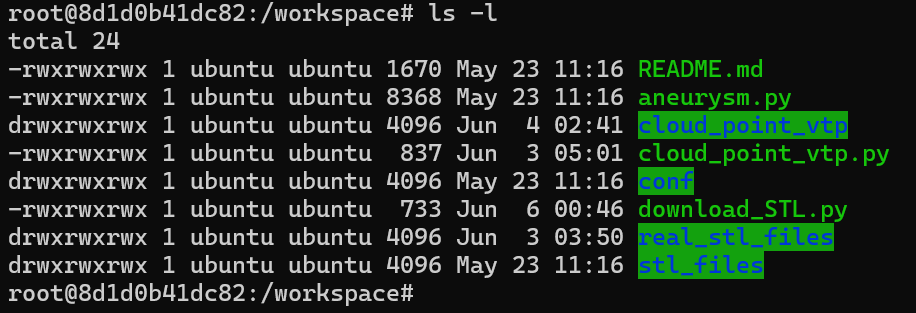 root@8d1d0b41dc82:/workspace# ls -l
total 24
-rwxrwxrwx 1 ubuntu ubuntu 1670 May 23 11:16 README.md
-rwxrwxrwx 1 ubuntu ubuntu 8368 May 23 11:16 aneurysm.py
drwxrwxrwx 1 ubuntu ubuntu 4096 Jun  4 02:41 cloud_point_vtp
-rwxrwxrwx 1 ubuntu ubuntu  837 Jun  3 05:01 cloud_point_vtp.py
drwxrwxrwx 1 ubuntu ubuntu 4096 May 23 11:16 conf
-rwxrwxrwx 1 ubuntu ubuntu  733 Jun  6 00:46 download_STL.py
drwxrwxrwx 1 ubuntu ubuntu 4096 Jun  3 03:50 real_stl_files
drwxrwxrwx 1 ubuntu ubuntu 4096 May 23 11:16 stl_files
root@8d1d0b41dc82:/workspace#